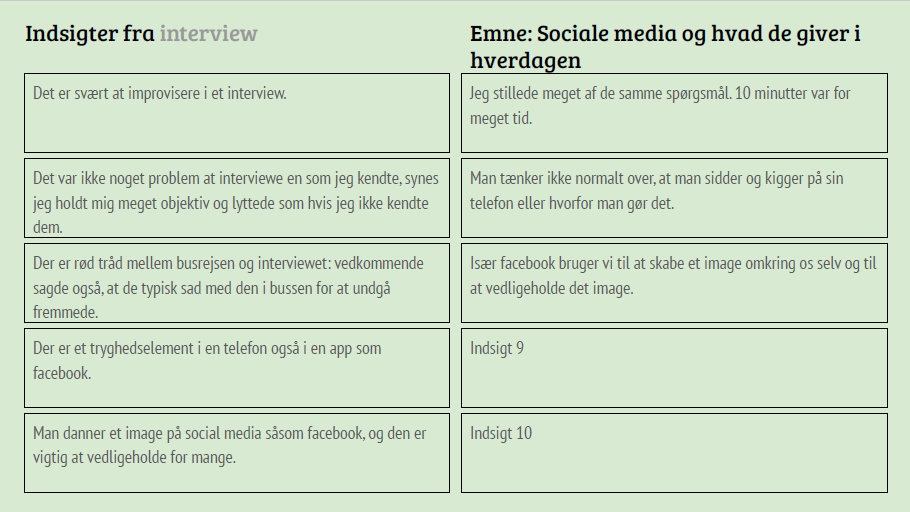 Indsigter fra interview
Emne: Sociale media og hvad de giver i
hverdagen
Det er svært at improvisere i et interview.
Det var ikke noget problem at interviewe en som jeg kendte, synes
jeg holdt mig meget objektiv og lyttede som hvis jeg ikke kendte
dem.
Der er rød tråd mellem busrejsen og interviewet: vedkommende
sagde også, at de typisk sad med den i bussen for at undgå
fremmede.
Der er et tryghedselement i en telefon også i en app som
facebook.
Man danner et image på social media såsom facebook, og den er
vigtig at vedligeholde for mange.
Jeg stillede meget af de samme spørgsmål. 10 minutter var for
meget tid.
Man tænker ikke normalt over, at man sidder og kigger på sin
telefon eller hvorfor man gør det.
Især facebook bruger vi til at skabe et image omkring os selv og til
at vedligeholde det image.
Indsigt 9
Indsigt 10